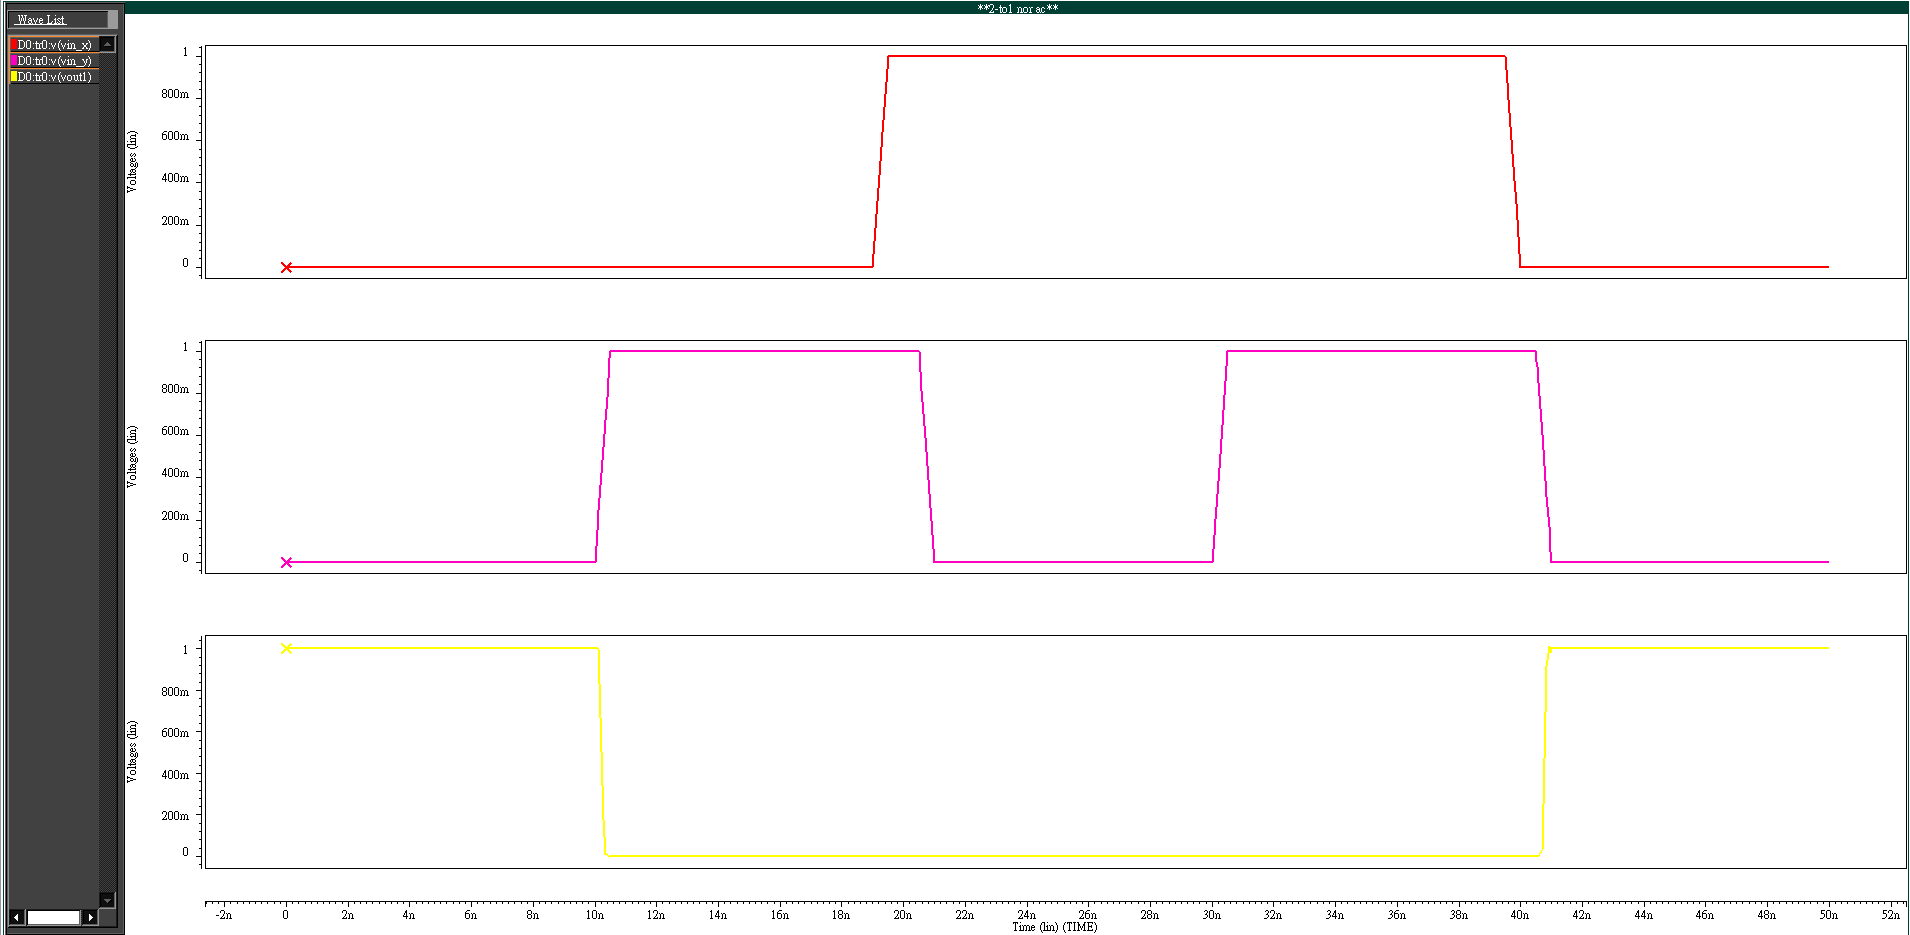 **2-to1 nor ac**
Wave List
D0:tr0:v(vin_x)
D0:tr0:v(vin_y)
D0:tr0:v(vout1)
1
800m
600m
400m
200m
0
Voltages (lin)
1
800m
600m
400m
200m
0
Voltages (lin)
1
800m
600m
400m
200m
0
Voltages (lin)
-2n 0 2n 4n 6n 8n 10n 12n 14n 16n 18n 20n 22n 24n 26n 28n 30n 32n 34n 36n 38n 40n 42n 44n 46n 48n 50n 52n
Time (lin) (TIME)